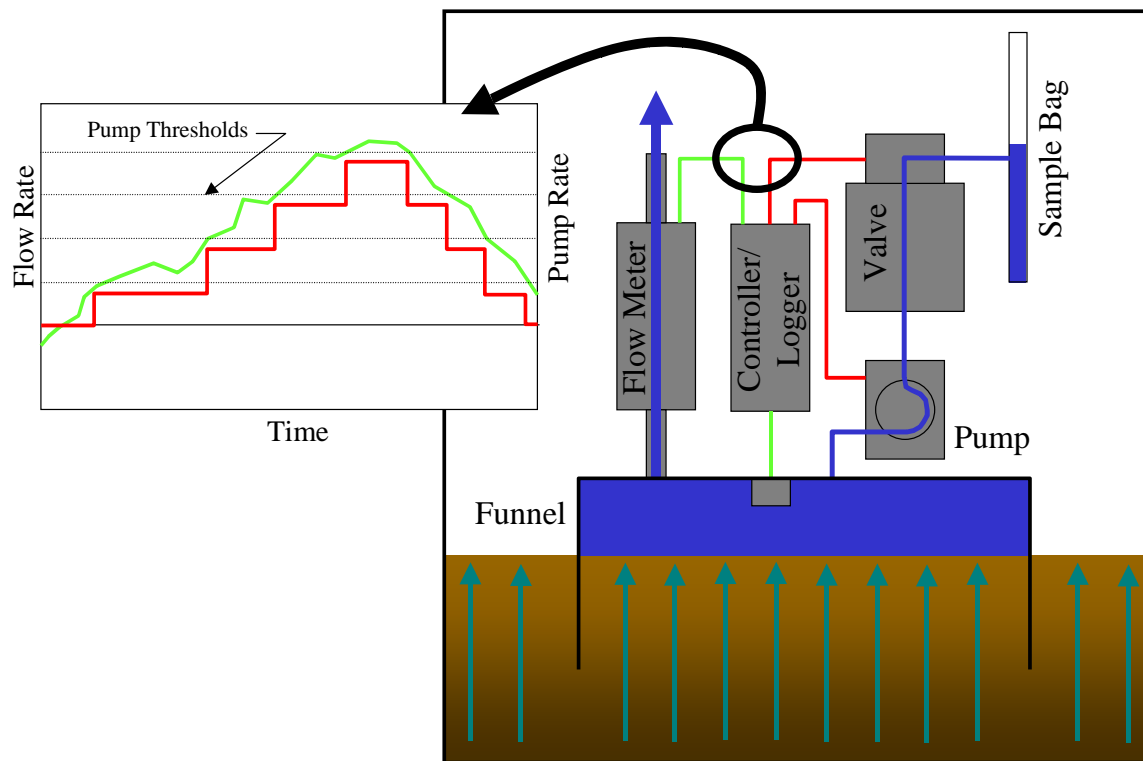 Pump Thresholds
Flow Rate
Pump Rate
Time
Flow Meter
Controller/
Logger
Valve
Sample Bag
Pump
Funnel